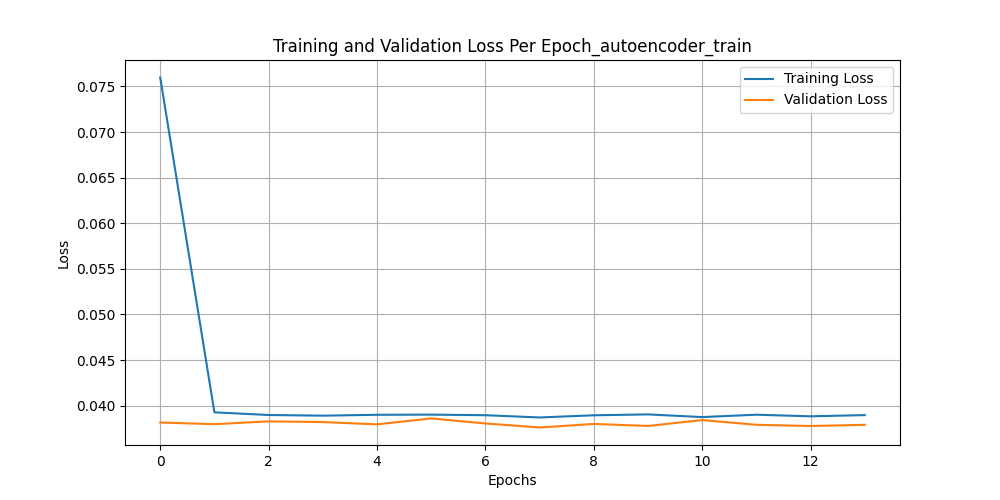 Training and Validation Loss Per Epoch_autoencoder_train
Training Loss
Validation Loss
0.075
0.070
0.065
0.060
0.055
0.050
0.045
0.040
Loss
0 2 4 6 8 10 12
Epochs